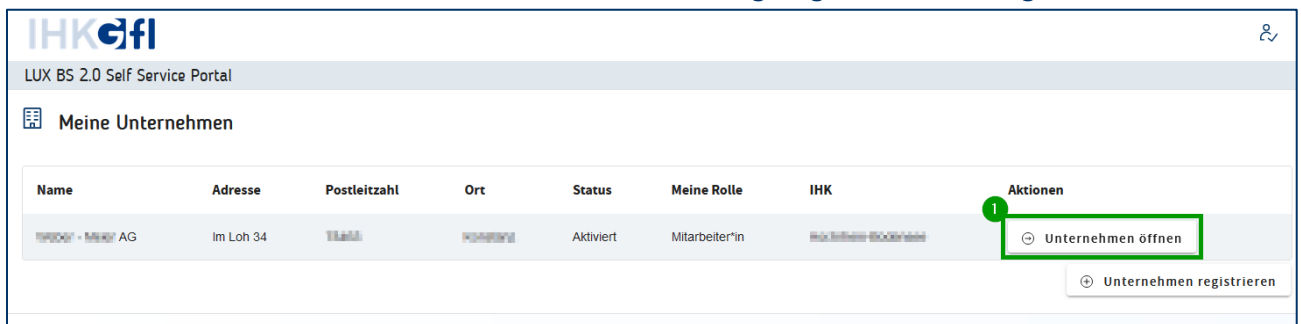 IHKGfI
LUX BS 2.0 Self Service Portal
Meine Unternehmen
Name Adresse Postleitzahl Ort Status Meine Rolle IHK Aktionen
1
AG Im Loh 34 Aktiviert Mitarbeiter*in Unternehmen öffnen
Unternehmen registrieren